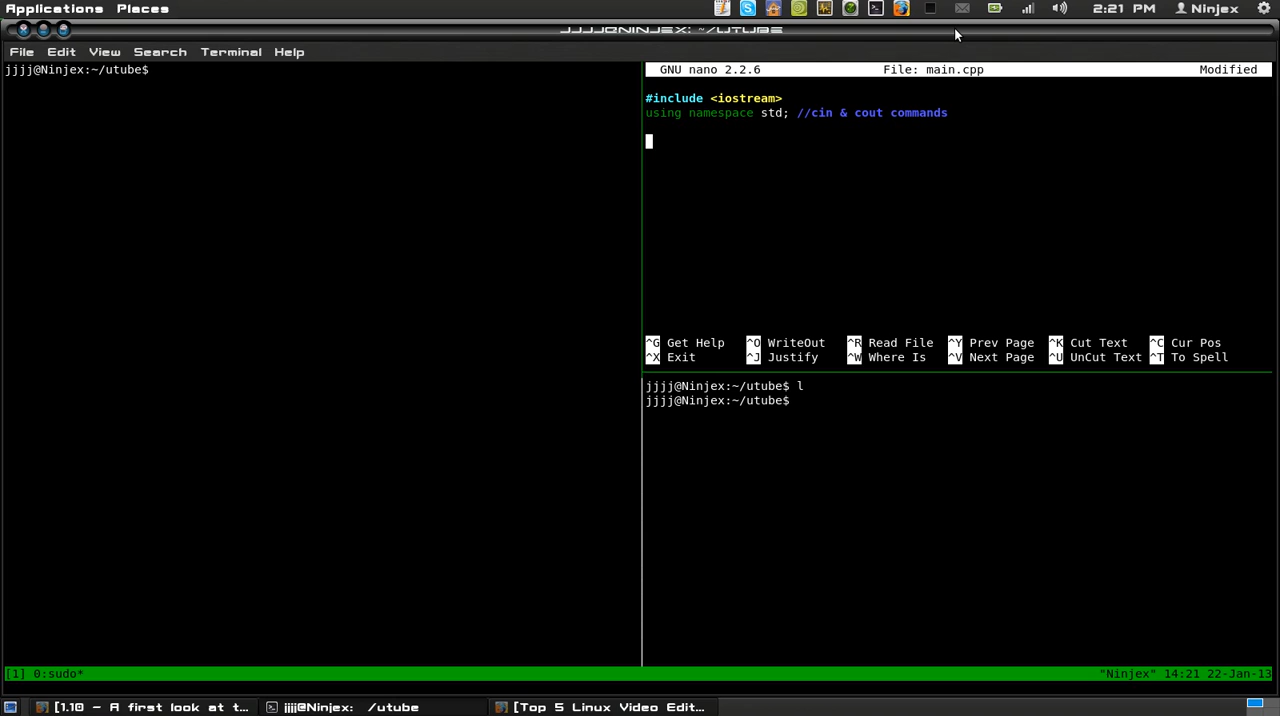 Applications Places 2:21 PM Ninjex
JJJJ@NINJEX: ~/UTUBE
File Edit View Search Terminal Help
jjjj@Ninjex:~/utube$
GNU nano 2.2.6 File: main.cpp Modified
#include <iostream>
using namespace std; //cin & cout commands
^G Get Help ^O WriteOut ^R Read File ^Y Prev Page ^K Cut Text ^C Cur Pos
^X Exit ^J Justify ^W Where Is ^V Next Page ^U UnCut Text ^T To Spell
jjjj@Ninjex:~/utube$ l
jjjj@Ninjex:~/utube$
[1] 0:sudo* "Ninjex" 14:21 22-Jan-13
[1.10 – A first look at t... jjjj@Ninjex: /utube [Top 5 Linux Video Edit...